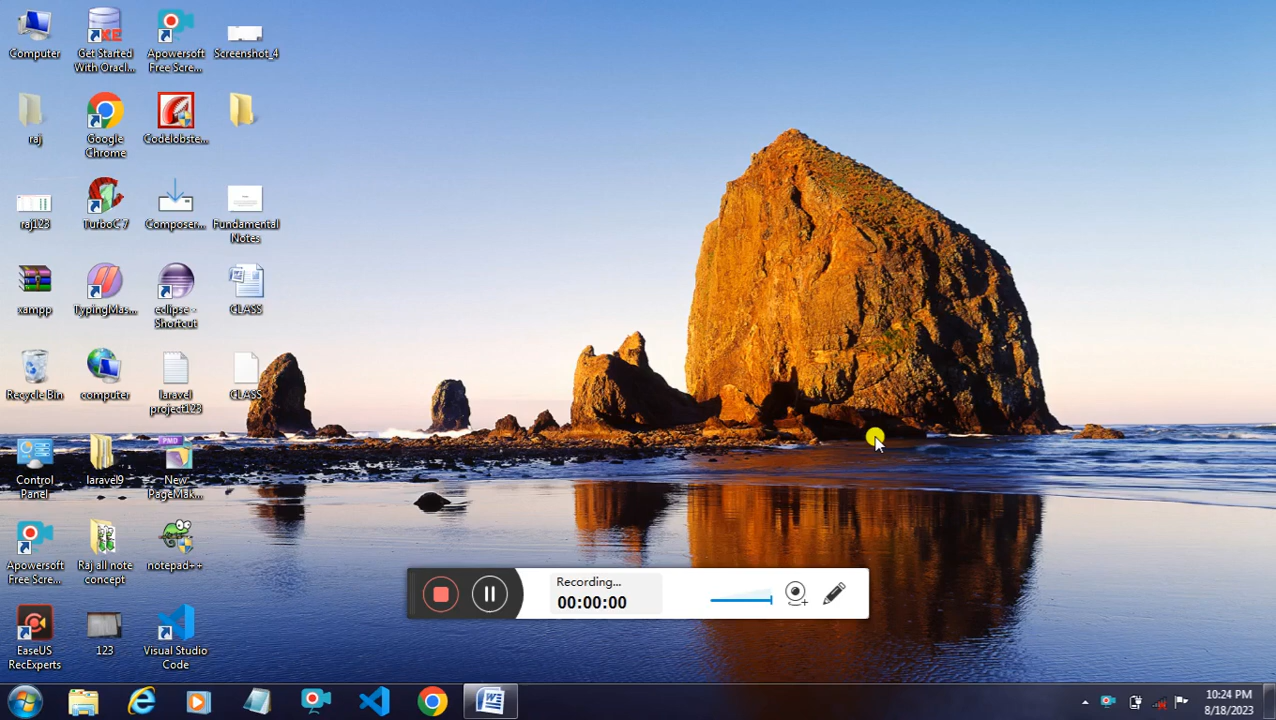 Computer
Get Started
With Oracl...
Apowersoft
Free Scre...
Screenshot_4
raj
Google
Chrome
Codelobste...
raj123
TurboC 7
Composer...
Fundamental
Notes
xampp
TypingMas...
eclipse -
Shortcut
CLASS
Recycle Bin
computer
laravel
project123
CLASS
Control
Panel
laravel9
PMD
New
PageMak...
Apowersoft
Free Scre...
Raj all note
concept
notepad++
EaseUS
RecExperts
123
Visual Studio
Code
Recording...
00:00:00
10:24 PM
8/18/2023